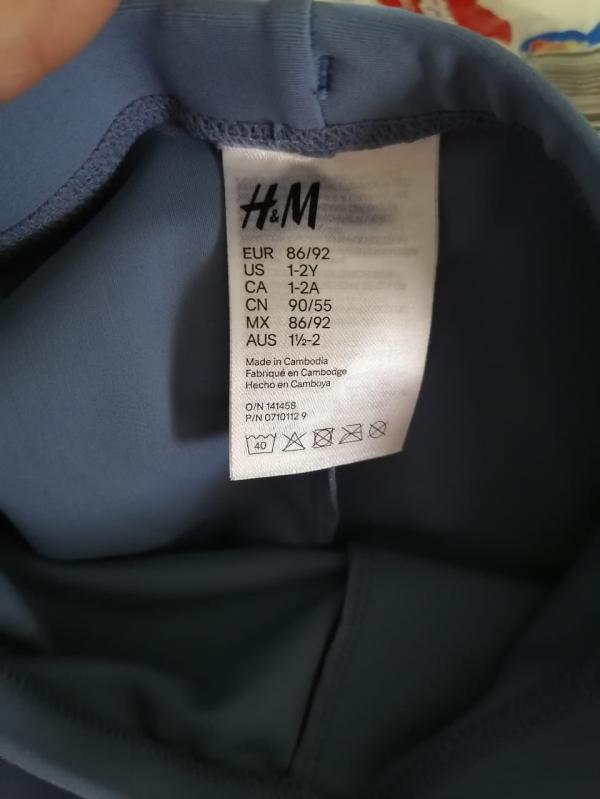 H&M
EUR 86/92
US 1-2Y
CA 1-2A
CN 90/55
MX 86/92
AUS 1½-2
Made in Cambodia
Fabriqué en Cambodge
Hecho en Camboya
O/N 141458
P/N 0710112 9
40